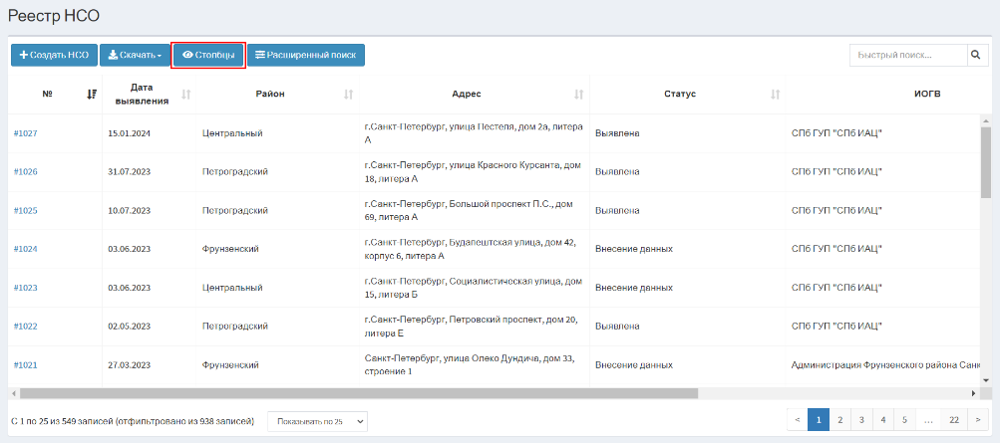 Реестр НСО
Создать НСО Скачать Столбцы Расширенный поиск Быстрый поиск...
№ Дата выявления Район Адрес Статус ИОГВ
#1027 15.01.2024 Центральный г.Санкт-Петербург, улица Пестеля, дом 2а, литера Выявлена СПб ГУП "СПб ИАЦ"
А
#1026 31.07.2023 Петроградский г.Санкт-Петербург, улица Красного Курсанта, дом Выявлена СПб ГУП "СПб ИАЦ"
18, литера А
#1025 10.07.2023 Петроградский г.Санкт-Петербург, Большой проспект П.С., дом Выявлена СПб ГУП "СПб ИАЦ"
69, литера А
#1024 03.06.2023 Фрунзенский г.Санкт-Петербург, Будапештская улица, дом 42, Внесение данных СПб ГУП "СПб ИАЦ"
корпус 6, литера А
#1023 03.06.2023 Центральный г.Санкт-Петербург, Социалистическая улица, дом Внесение данных СПб ГУП "СПб ИАЦ"
15, литера Б
#1022 02.05.2023 Петроградский г.Санкт-Петербург, Петровский проспект, дом 20, Выявлена СПб ГУП "СПб ИАЦ"
литера Е
#1021 27.03.2023 Фрунзенский Санкт-Петербург, улица Олеко Дундича, дом 33, Внесение данных Администрация Фрунзенского района Санк
строение 1
С 1 по 25 из 549 записей (отфильтровано из 938 записей) Показывать по 25 < 1 2 3 4 5 ... 22 >